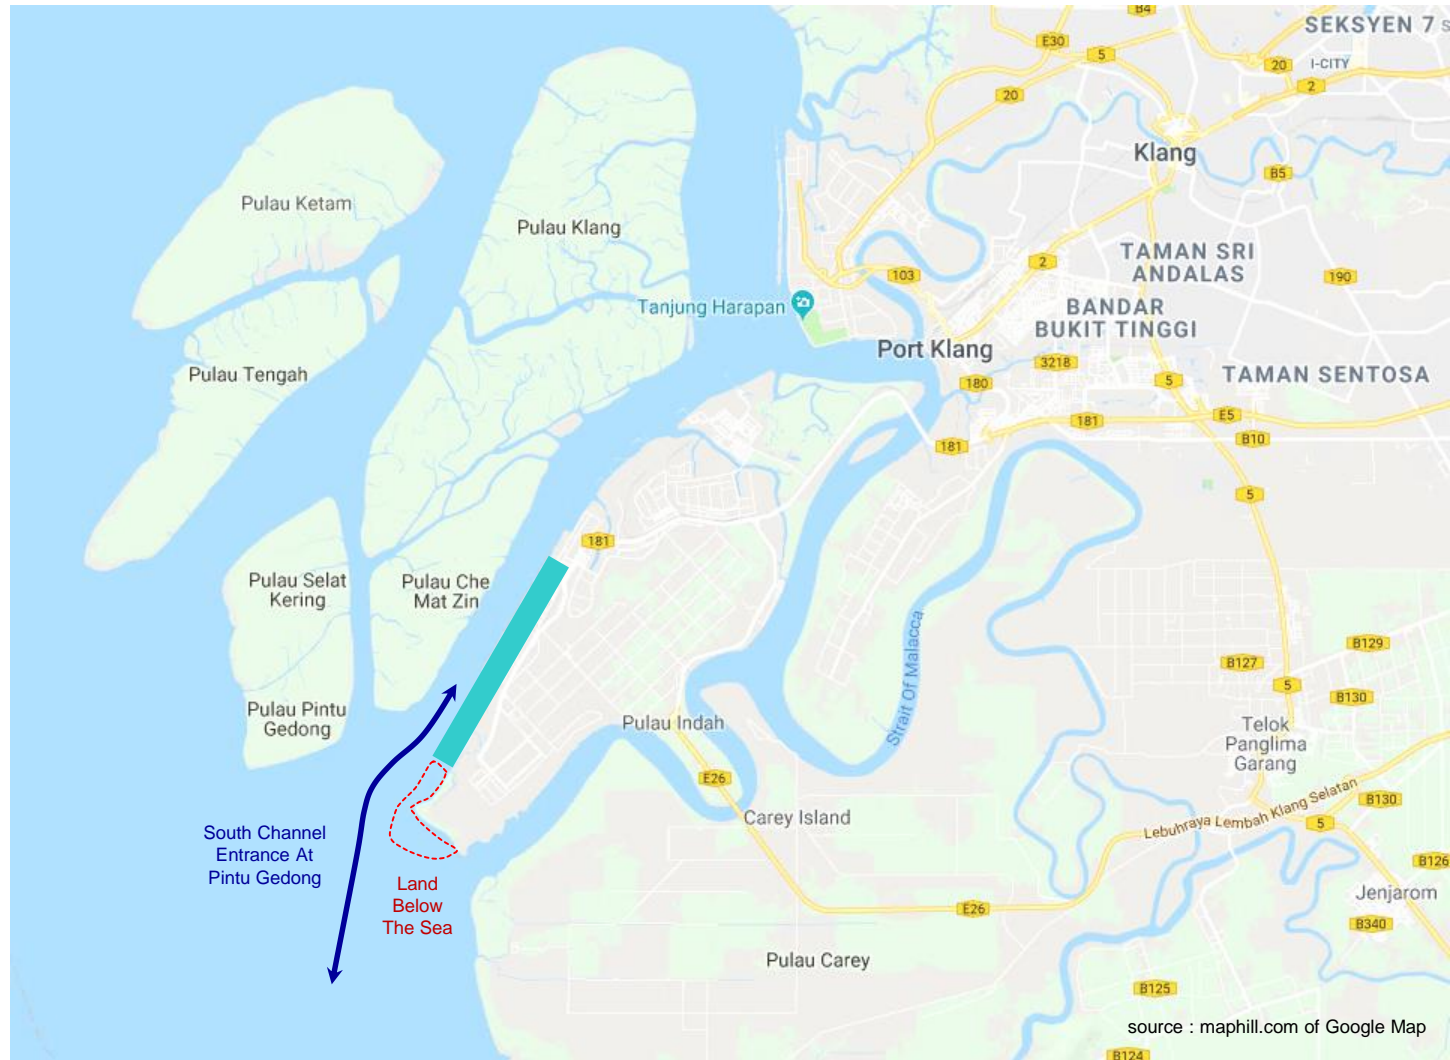 B4
SEKSYEN 7 S
E30
5
20
I-CITY
2
20
Klang
B5
Pulau Ketam
Pulau Klang
TAMAN SRI
ANDALAS
2
103
190
Tanjung Harapan
BANDAR
BUKIT TINGGI
Port Klang
3218
Pulau Tengah
180
5
TAMAN SENTOSA
E5
181
B10
181
5
181
Pulau Selat
Kering
Pulau Che
Mat Zin
Strait Of Malacca
B129
B127
5
B130
Pulau Pintu
Gedong
Pulau Indah
Telok
Panglima
Garang
E26
B130
Lebuhraya Lembah Klang Selatan
Carey Island
5
South Channel
Entrance At
Pintu Gedong
B126
Land
Below
The Sea
Jenjarom
E26
B340
Pulau Carey
B125
source : maphill.com of Google Map
B124